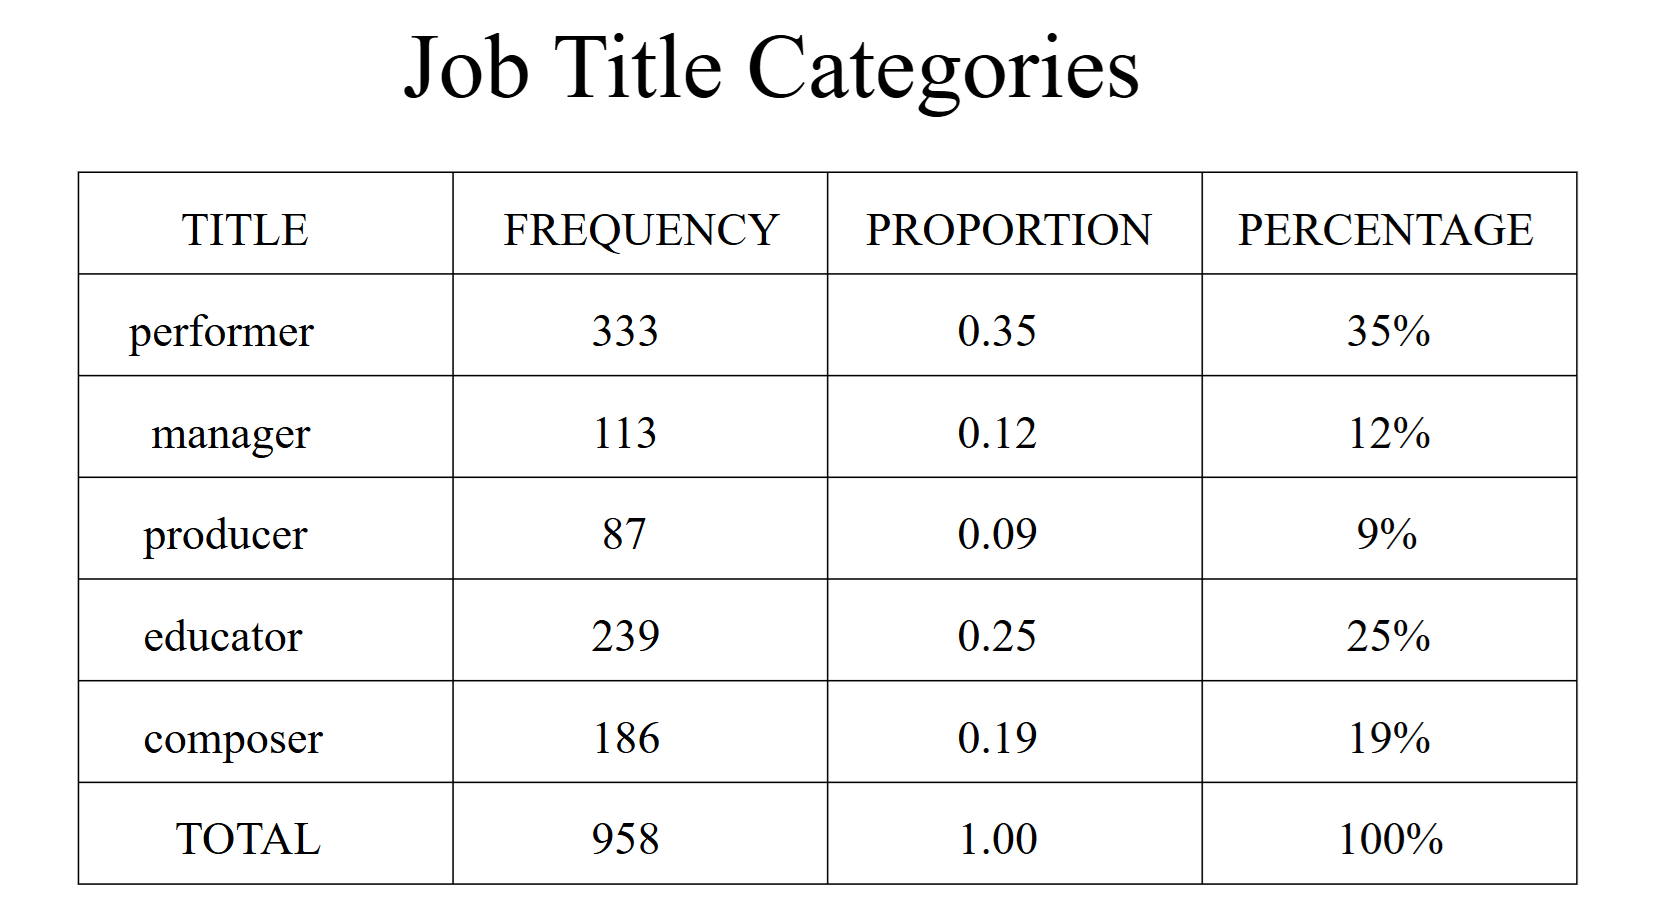 Job Title Categories
TITLE FREQUENCY PROPORTION PERCENTAGE
performer 333 0.35 35%
manager 113 0.12 12%
producer 87 0.09 9%
educator 239 0.25 25%
composer 186 0.19 19%
TOTAL 958 1.00 100%